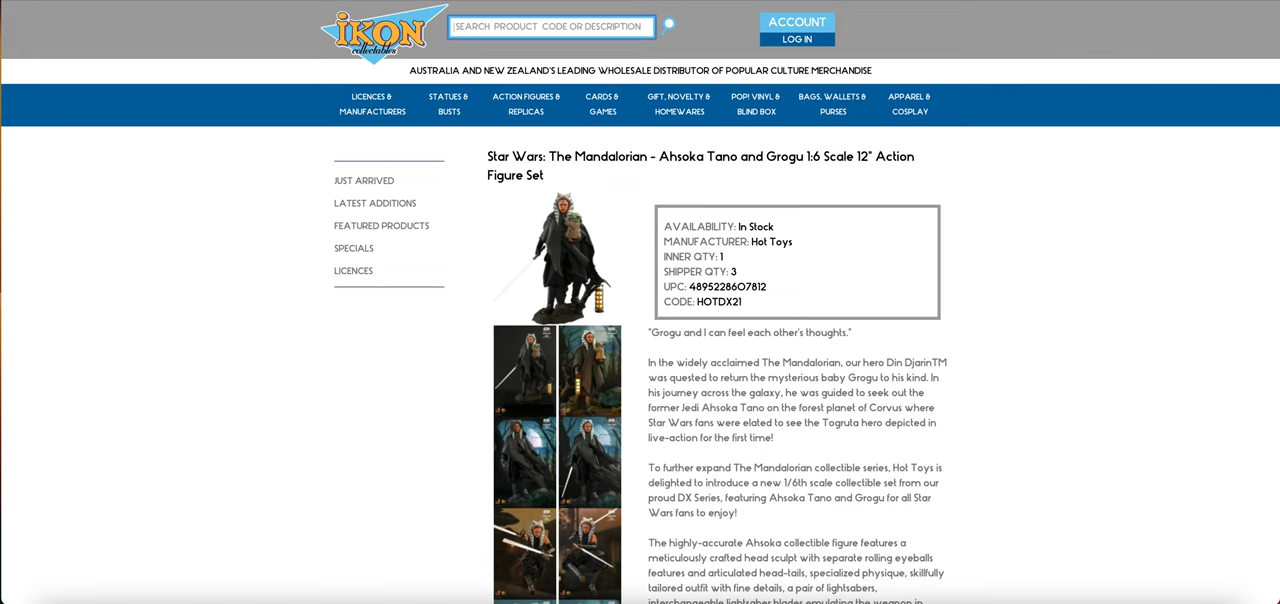 iKON
collectables
SEARCH PRODUCT CODE OR DESCRIPTION
ACCOUNT
LOG IN
AUSTRALIA AND NEW ZEALAND'S LEADING WHOLESALE DISTRIBUTOR OF POPULAR CULTURE MERCHANDISE
LICENCES &
MANUFACTURERS
STATUES &
BUSTS
ACTION FIGURES &
REPLICAS
CARDS &
GAMES
GIFT, NOVELTY &
HOMEWARES
POP! VINYL &
BLIND BOX
BAGS, WALLETS &
PURSES
APPAREL &
COSPLAY
JUST ARRIVED
LATEST ADDITIONS
FEATURED PRODUCTS
SPECIALS
LICENCES
Star Wars: The Mandalorian - Ahsoka Tano and Grogu 1:6 Scale 12" Action
Figure Set
AVAILABILITY: In Stock
MANUFACTURER: Hot Toys
INNER QTY: 1
SHIPPER QTY: 3
UPC: 4895228607812
CODE: HOTDX21
"Grogu and I can feel each other's thoughts."
In the widely acclaimed The Mandalorian, our hero Din DjarinTM
was quested to return the mysterious baby Grogu to his kind. In
his journey across the galaxy, he was guided to seek out the
former Jedi Ahsoka Tano on the forest planet of Corvus where
Star Wars fans were elated to see the Togruta hero depicted in
live-action for the first time!
To further expand The Mandalorian collectible series, Hot Toys is
delighted to introduce a new 1/6th scale collectible set from our
proud DX Series, featuring Ahsoka Tano and Grogu for all Star
Wars fans to enjoy!
The highly-accurate Ahsoka collectible figure features a
meticulously crafted head sculpt with separate rolling eyeballs
features and articulated head-tails, specialized physique, skillfully
tailored outfit with fine details, a pair of lightsabers,
interchangeable lightsaber blades emulating the weapon in